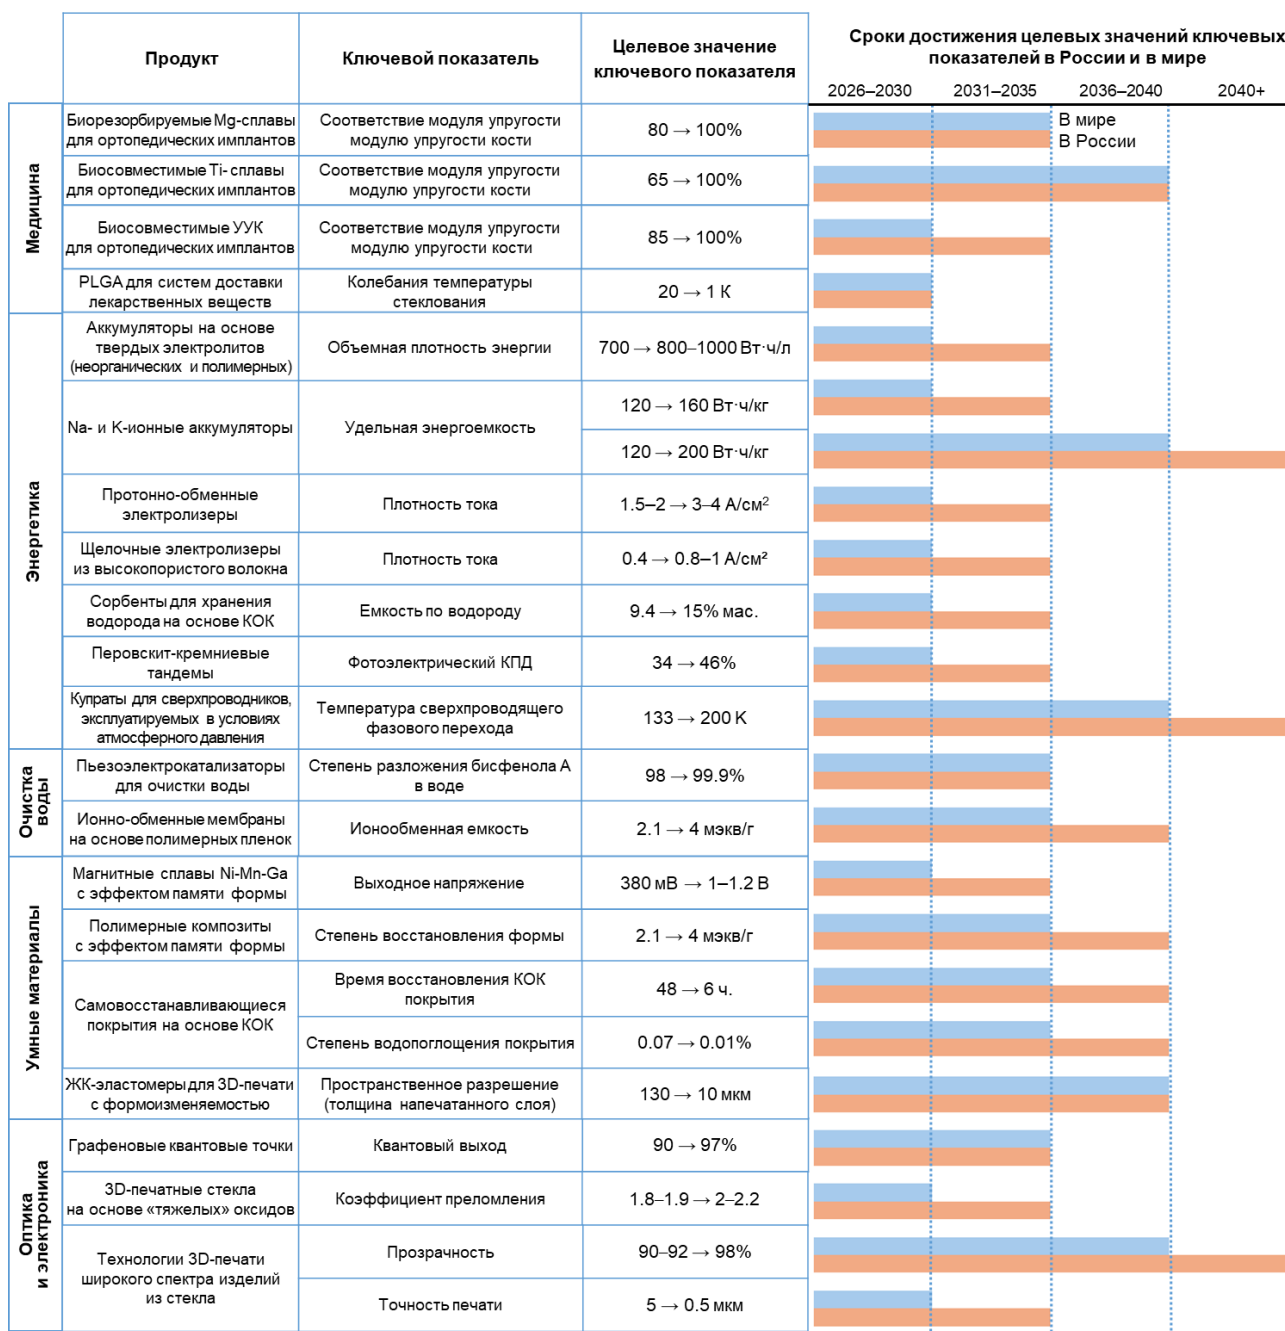 Продукт
Ключевой показатель
Целевое значение
ключевого показателя
Сроки достижения целевых значений ключевых
показателей в России и в мире
2026–2030
2031–2035
2036–2040
2040+
Медицина
Биорезорбируемые Mg-сплавы
для ортопедических имплантов
Соответствие модуля упругости
модулю упругости кости
80 → 100%
В мире
В России
Биосовместимые Ti- сплавы
для ортопедических имплантов
Соответствие модуля упругости
модулю упругости кости
65 → 100%
Биосовместимые УУК
для ортопедических имплантов
Соответствие модуля упругости
модулю упругости кости
85 → 100%
PLGA для систем доставки
лекарственных веществ
Колебания температуры
стеклования
20 → 1 К
Энергетика
Аккумуляторы на основе
твердых электролитов
(неорганических и полимерных)
Объемная плотность энергии
700 → 800–1000 Вт·ч/л
Na- и K-ионные аккумуляторы
Удельная энергоемкость
120 → 160 Вт·ч/кг
120 → 200 Вт·ч/кг
Протонно-обменные
электролизеры
Плотность тока
1.5–2 → 3–4 А/см²
Щелочные электролизеры
из высокопористого волокна
Плотность тока
0.4 → 0.8–1 А/см²
Сорбенты для хранения
водорода на основе КОК
Емкость по водороду
9.4 → 15% мас.
Перовскит-кремниевые
тандемы
Фотоэлектрический КПД
34 → 46%
Купраты для сверхпроводников,
эксплуатируемых в условиях
атмосферного давления
Температура сверхпроводящего
фазового перехода
133 → 200 K
Очистка
воды
Пьезоэлектрокатализаторы
для очистки воды
Степень разложения бисфенола А
в воде
98 → 99.9%
Ионно-обменные мембраны
на основе полимерных пленок
Ионообменная емкость
2.1 → 4 мэкв/г
Умные материалы
Магнитные сплавы Ni-Mn-Ga
с эффектом памяти формы
Выходное напряжение
380 мВ → 1–1.2 В
Полимерные композиты
с эффектом памяти формы
Степень восстановления формы
2.1 → 4 мэкв/г
Самовосстанавливающиеся
покрытия на основе КОК
Время восстановления КОК
покрытия
48 → 6 ч.
Степень водопоглощения покрытия
0.07 → 0.01%
ЖК-эластомеры для 3D-печати
с формоизменяемостью
Пространственное разрешение
(толщина напечатанного слоя)
130 → 10 мкм
Оптика
и электроника
Графеновые квантовые точки
Квантовый выход
90 → 97%
3D-печатные стекла
на основе «тяжелых» оксидов
Коэффициент преломления
1.8–1.9 → 2–2.2
Технологии 3D-печати
широкого спектра изделий
из стекла
Прозрачность
90–92 → 98%
Точность печати
5 → 0.5 мкм